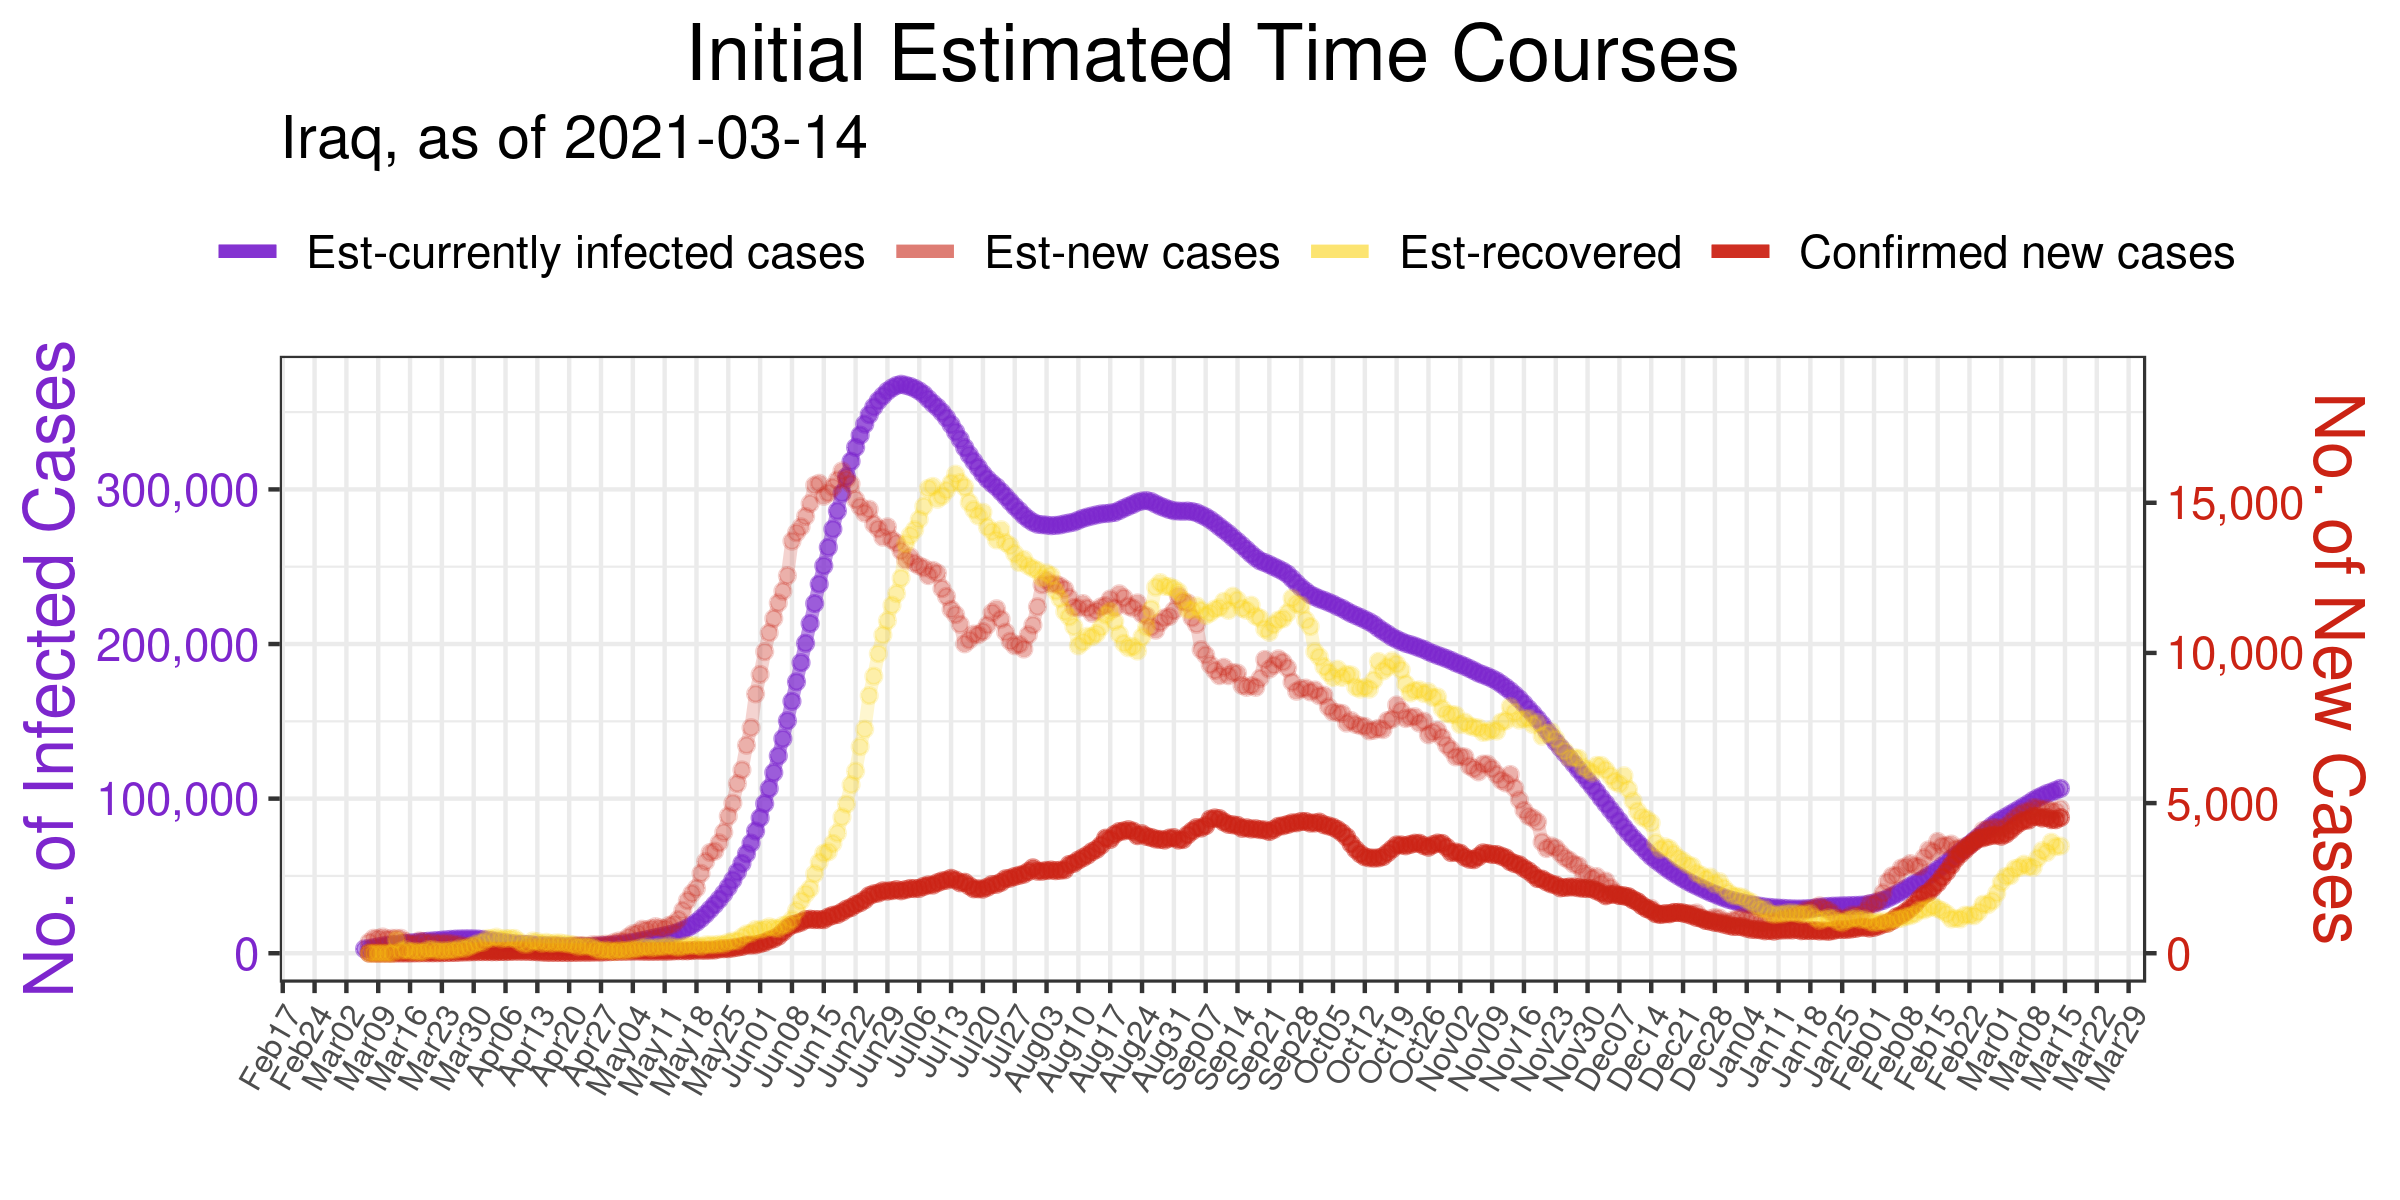 Initial Estimated Time Courses
Iraq, as of 2021-03-14
Est-currently infected cases Est-new cases Est-recovered Confirmed new cases
No. of Infected Cases
300,000
200,000
100,000
0
15,000
10,000
5,000
0
No. of New Cases
Feb17 Feb24 Mar02 Mar09 Mar16 Mar23 Mar30 Apr06 Apr13 Apr20 Apr27 May04 May11 May18 May25 Jun01 Jun08 Jun15 Jun22 Jun29 Jul06 Jul13 Jul20 Jul27 Aug03 Aug10 Aug17 Aug24 Aug31 Sep07 Sep14 Sep21 Sep28 Oct05 Oct12 Oct19 Oct26 Nov02 Nov09 Nov16 Nov23 Nov30 Dec07 Dec14 Dec21 Dec28 Jan04 Jan11 Jan18 Jan25 Feb01 Feb08 Feb15 Feb22 Mar01 Mar08 Mar15 Mar22 Mar29